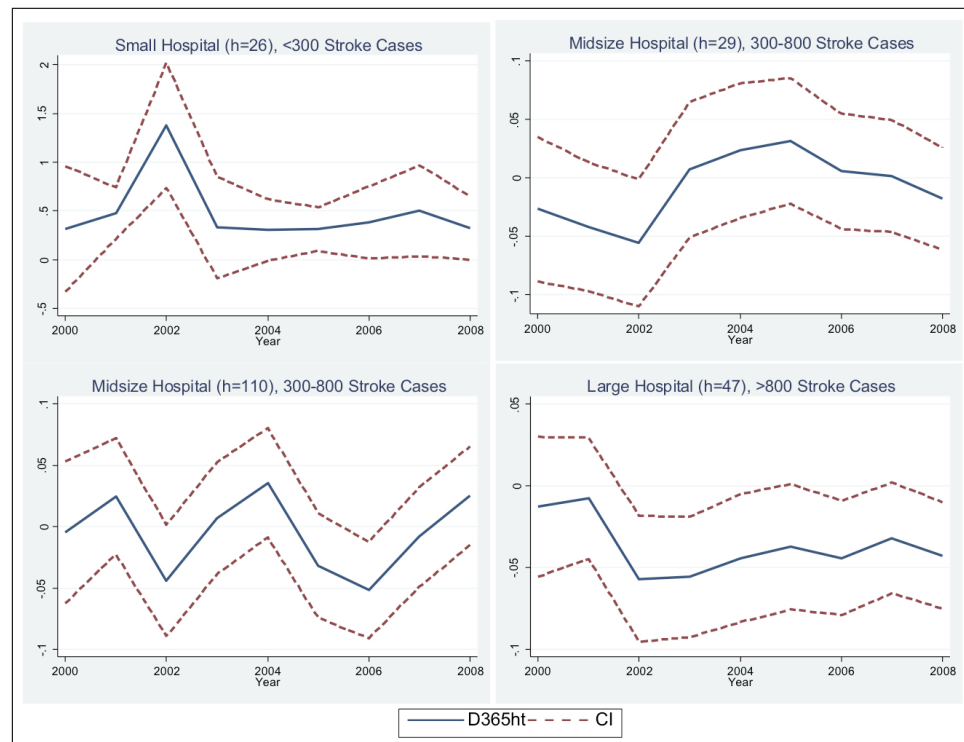 Small Hospital (h=26), <300 Stroke Cases
2
1.5
1
.5
0
-.5
2000 2002 2004 2006 2008
Year
Midsize Hospital (h=29), 300-800 Stroke Cases
.1
.05
0
-.05
-.1
2000 2002 2004 2006 2008
Year
Midsize Hospital (h=110), 300-800 Stroke Cases
.1
.05
0
-.05
-.1
2000 2002 2004 2006 2008
Year
Large Hospital (h=47), >800 Stroke Cases
.05
0
-.05
-.1
2000 2002 2004 2006 2008
Year
D365ht CI